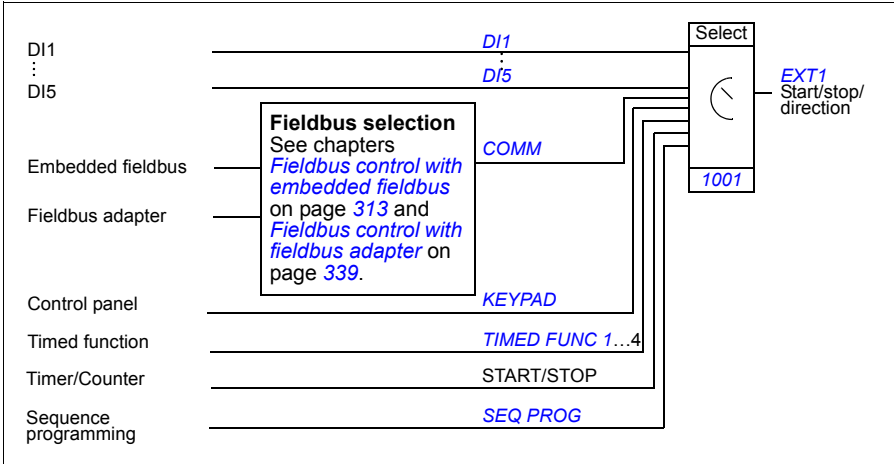 Select
DI1
DI1
⋮
⋮
DI5
DI5
EXT1
Start/stop/
direction
Fieldbus selection
See chapters
Fieldbus control with
embedded fieldbus
on page 313 and
Fieldbus control with
fieldbus adapter on
page 339.
COMM
Embedded fieldbus
Fieldbus adapter
1001
Control panel
KEYPAD
Timed function
TIMED FUNC 1…4
Timer/Counter
START/STOP
Sequence
programming
SEQ PROG